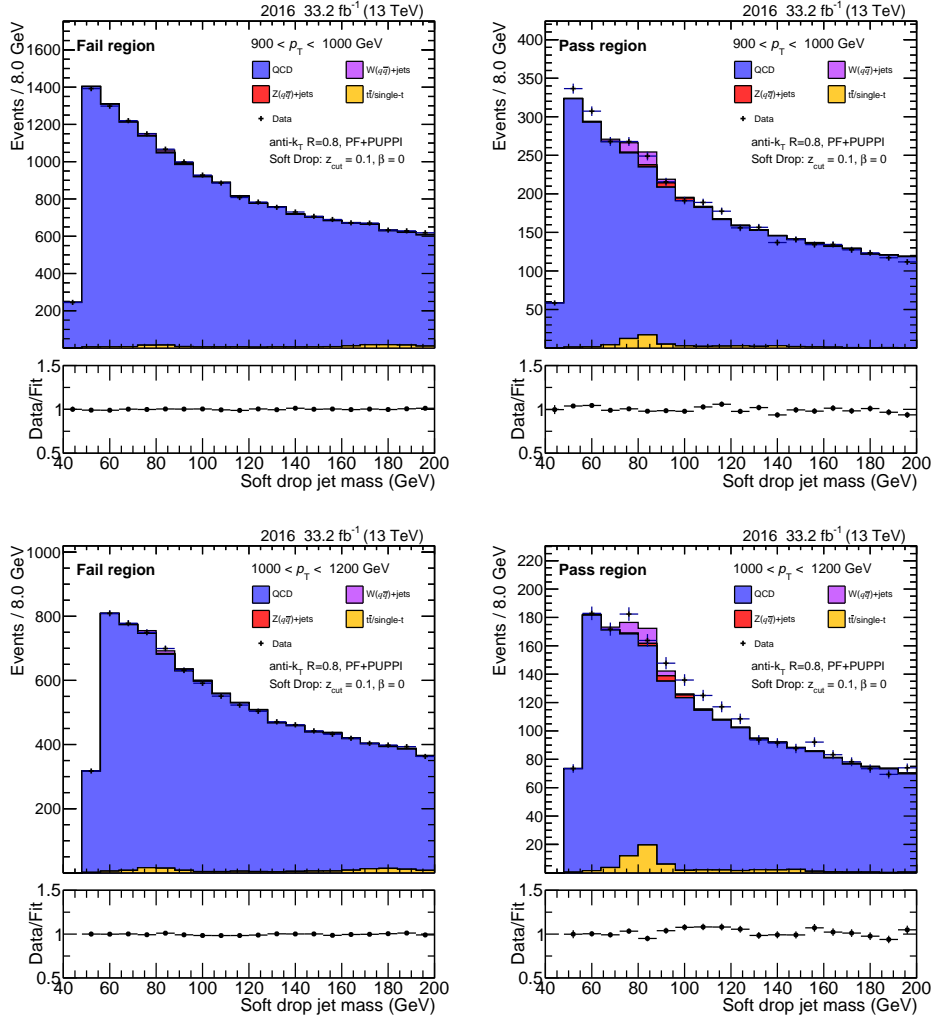 2016 33.2 fb⁻¹ (13 TeV)
Events / 8.0 GeV
Fail region
900 < p_T < 1000 GeV
QCD
W(qq̅)+jets
Z(qq̅)+jets
tt̅/single-t
Data
anti-k_T R=0.8, PF+PUPPI
Soft Drop: z_cut = 0.1, β = 0
1600
1400
1200
1000
800
600
400
200
Data/Fit
1.5
1
0.5
40 60 80 100 120 140 160 180 200
Soft drop jet mass (GeV)
2016 33.2 fb⁻¹ (13 TeV)
Events / 8.0 GeV
Pass region
900 < p_T < 1000 GeV
QCD
W(qq̅)+jets
Z(qq̅)+jets
tt̅/single-t
Data
anti-k_T R=0.8, PF+PUPPI
Soft Drop: z_cut = 0.1, β = 0
400
350
300
250
200
150
100
50
Data/Fit
1.5
1
0.5
40 60 80 100 120 140 160 180 200
Soft drop jet mass (GeV)
2016 33.2 fb⁻¹ (13 TeV)
Events / 8.0 GeV
Fail region
1000 < p_T < 1200 GeV
QCD
W(qq̅)+jets
Z(qq̅)+jets
tt̅/single-t
Data
anti-k_T R=0.8, PF+PUPPI
Soft Drop: z_cut = 0.1, β = 0
1000
800
600
400
200
Data/Fit
1.5
1
0.5
40 60 80 100 120 140 160 180 200
Soft drop jet mass (GeV)
2016 33.2 fb⁻¹ (13 TeV)
Events / 8.0 GeV
Pass region
1000 < p_T < 1200 GeV
QCD
W(qq̅)+jets
Z(qq̅)+jets
tt̅/single-t
Data
anti-k_T R=0.8, PF+PUPPI
Soft Drop: z_cut = 0.1, β = 0
220
200
180
160
140
120
100
80
60
40
20
Data/Fit
1.5
1
0.5
40 60 80 100 120 140 160 180 200
Soft drop jet mass (GeV)